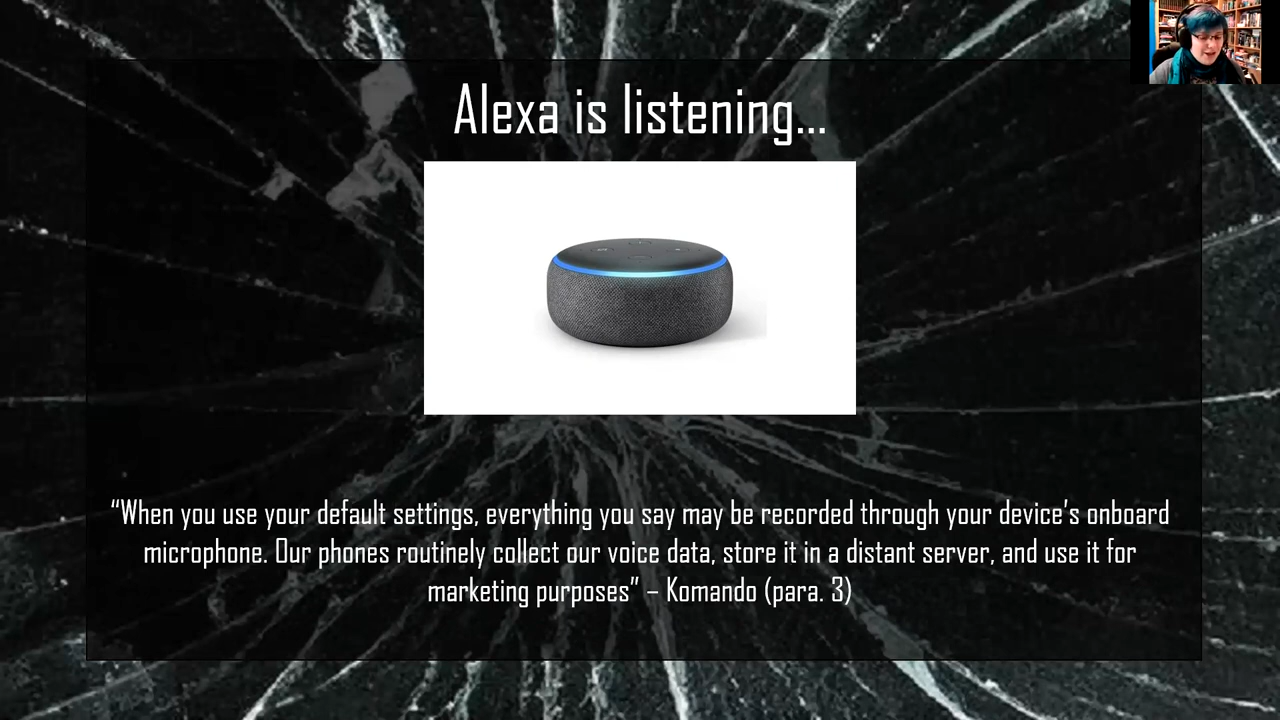 Alexa is listening...
“When you use your default settings, everything you say may be recorded through your device’s onboard
microphone. Our phones routinely collect our voice data, store it in a distant server, and use it for
marketing purposes” – Komando (para. 3)